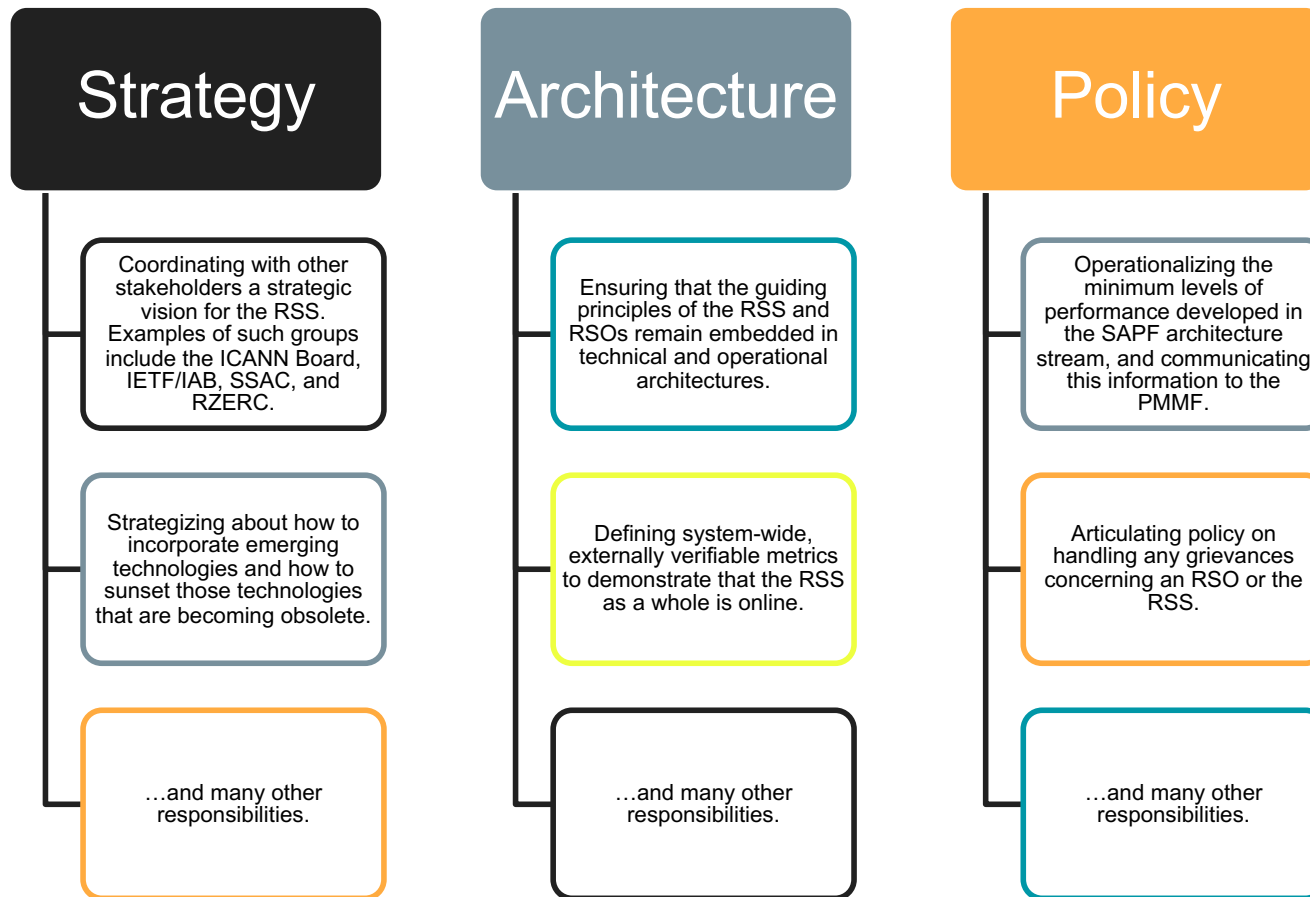 Strategy
Coordinating with other
stakeholders a strategic
vision for the RSS.
Examples of such groups
include the ICANN Board,
IETF/IAB, SSAC, and
RZERC.
Strategizing about how to
incorporate emerging
technologies and how to
sunset those technologies
that are becoming obsolete.
…and many other
responsibilities.
Architecture
Ensuring that the guiding
principles of the RSS and
RSOs remain embedded in
technical and operational
architectures.
Defining system-wide,
externally verifiable metrics
to demonstrate that the RSS
as a whole is online.
…and many other
responsibilities.
Policy
Operationalizing the
minimum levels of
performance developed in
the SAPF architecture
stream, and communicating
this information to the
PMMF.
Articulating policy on
handling any grievances
concerning an RSO or the
RSS.
…and many other
responsibilities.